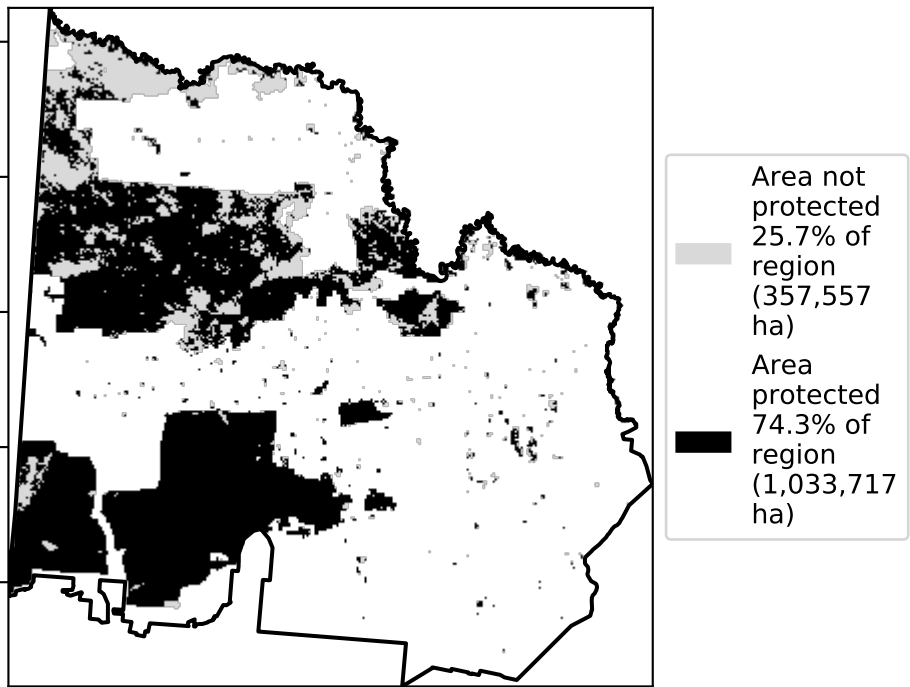 Area not
protected
25.7% of
region
(357,557
ha)
Area
protected
74.3% of
region
(1,033,717
ha)